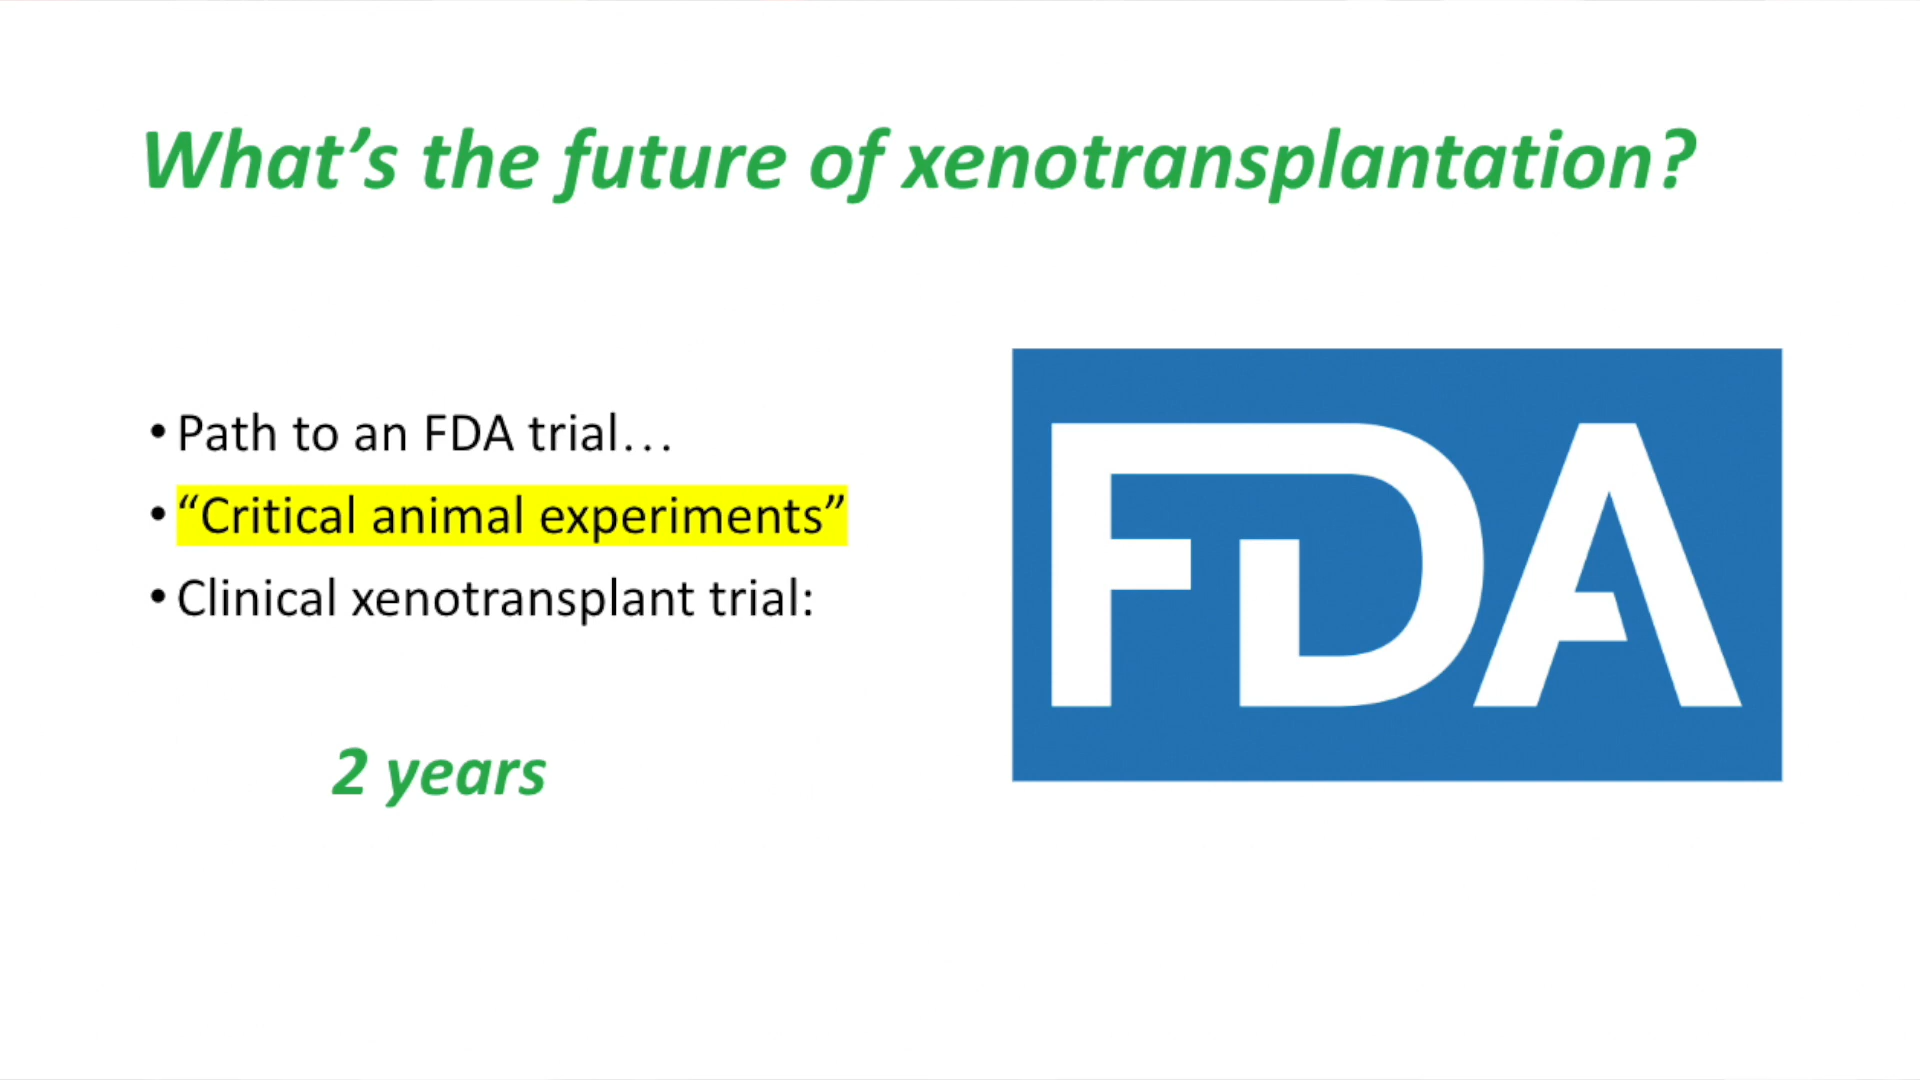 What’s the future of xenotransplantation?
• Path to an FDA trial…
• “Critical animal experiments”
• Clinical xenotransplant trial:
2 years
FDA